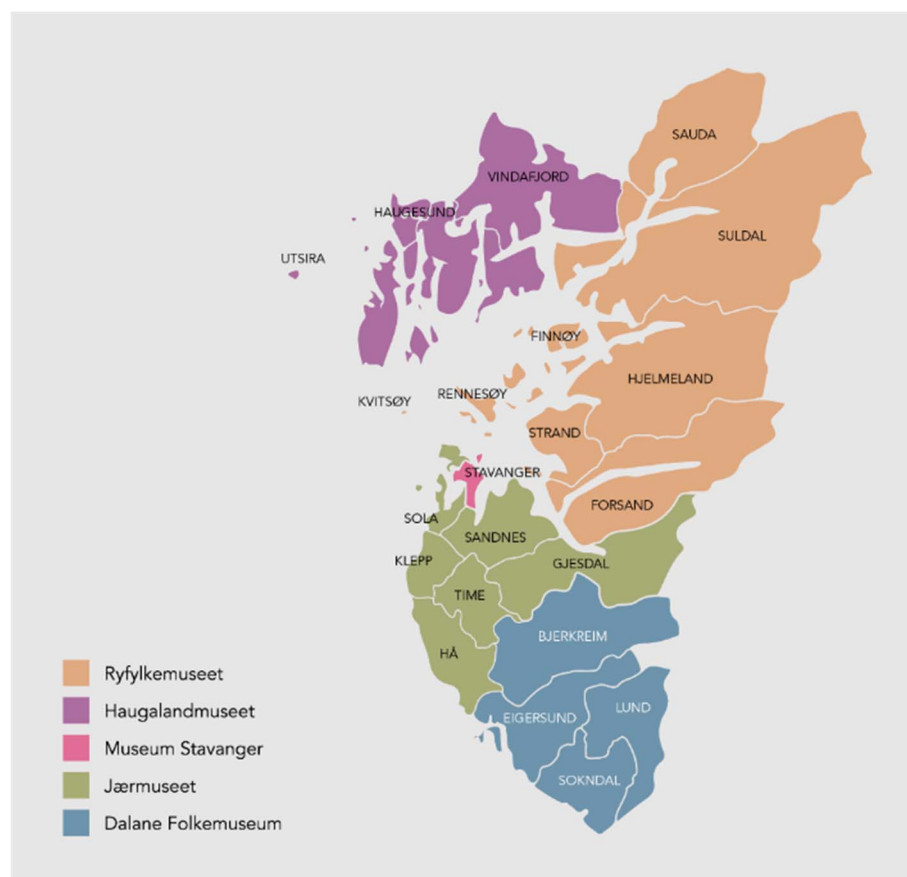 SAUDA
VINDAFJORD
HAUGESUND
SULDAL
UTSIRA
FINNØY
HJELMELAND
RENNESØY
KVITSØY
STRAND
STAVANGER
FORSAND
SOLA
SANDNES
KLEPP
GJESDAL
TIME
BJERKREIM
HÅ
LUND
EIGERSUND
SOKNDAL
Ryfylkemuseet
Haugalandmuseet
Museum Stavanger
Jærmuseet
Dalane Folkemuseum